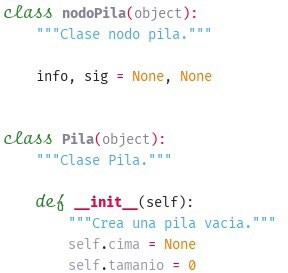 class nodoPila(object):
    """Clase nodo pila."""
    info, sig = None, None
class Pila(object):
    """Clase Pila."""
    def __init__(self):
        """Crea una pila vacia."""
        self.cima = None
        self.tamanio = 0